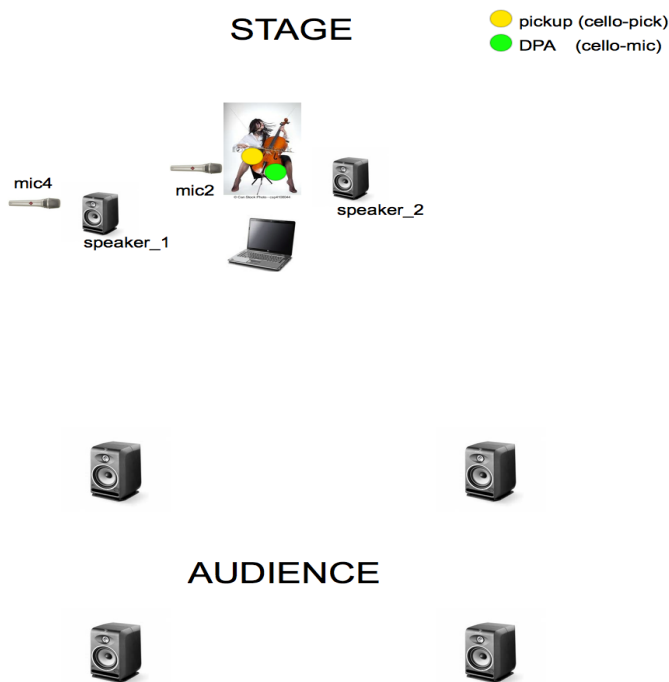 STAGE
pickup (cello-pick)
DPA (cello-mic)
mic4
mic2
speaker_1
speaker_2
AUDIENCE